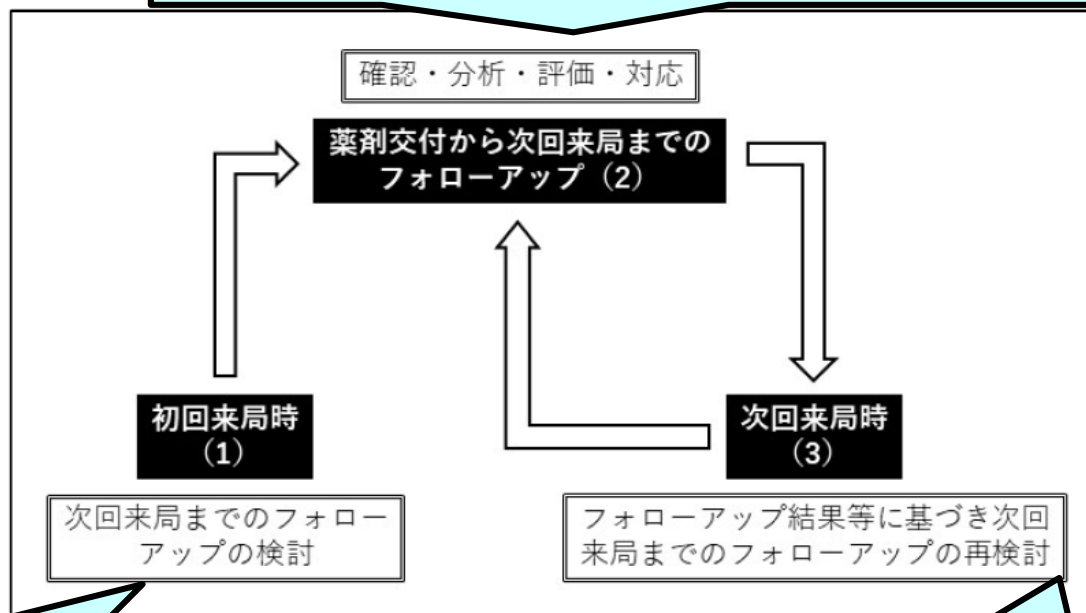 確認・分析・評価・対応
薬剤交付から次回来局までの
フォローアップ（2）
初回来局時
（1）
次回来局までのフォロー
アップの検討
次回来局時
（3）
フォローアップ結果等に基づき次回
来局までのフォローアップの再検討